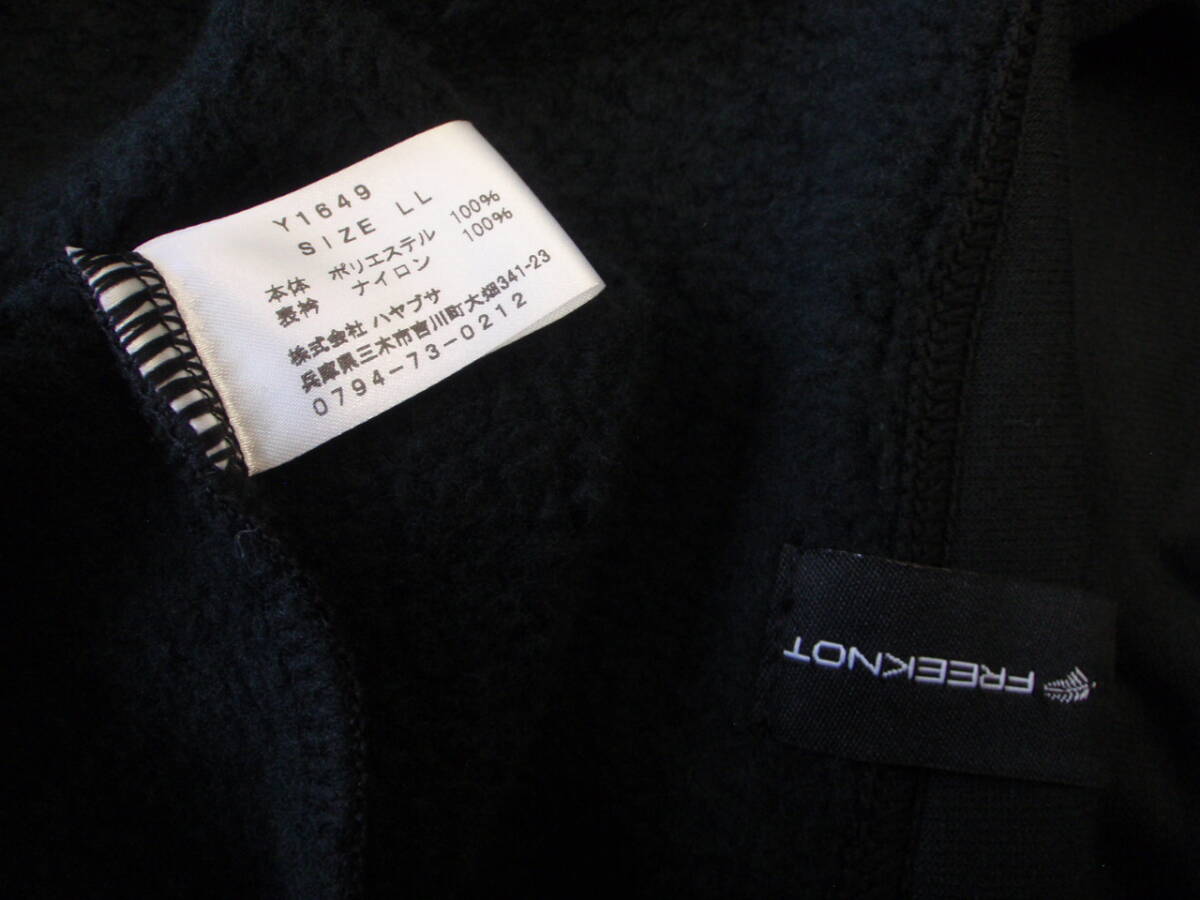 Y1649
SIZE LL
本体 ポリエステル 100%
表衿 ナイロン 100%
株式会社 ハヤブサ
兵庫県三木市吉川町大畑341-23
0794-73-0212
FREEKNOT